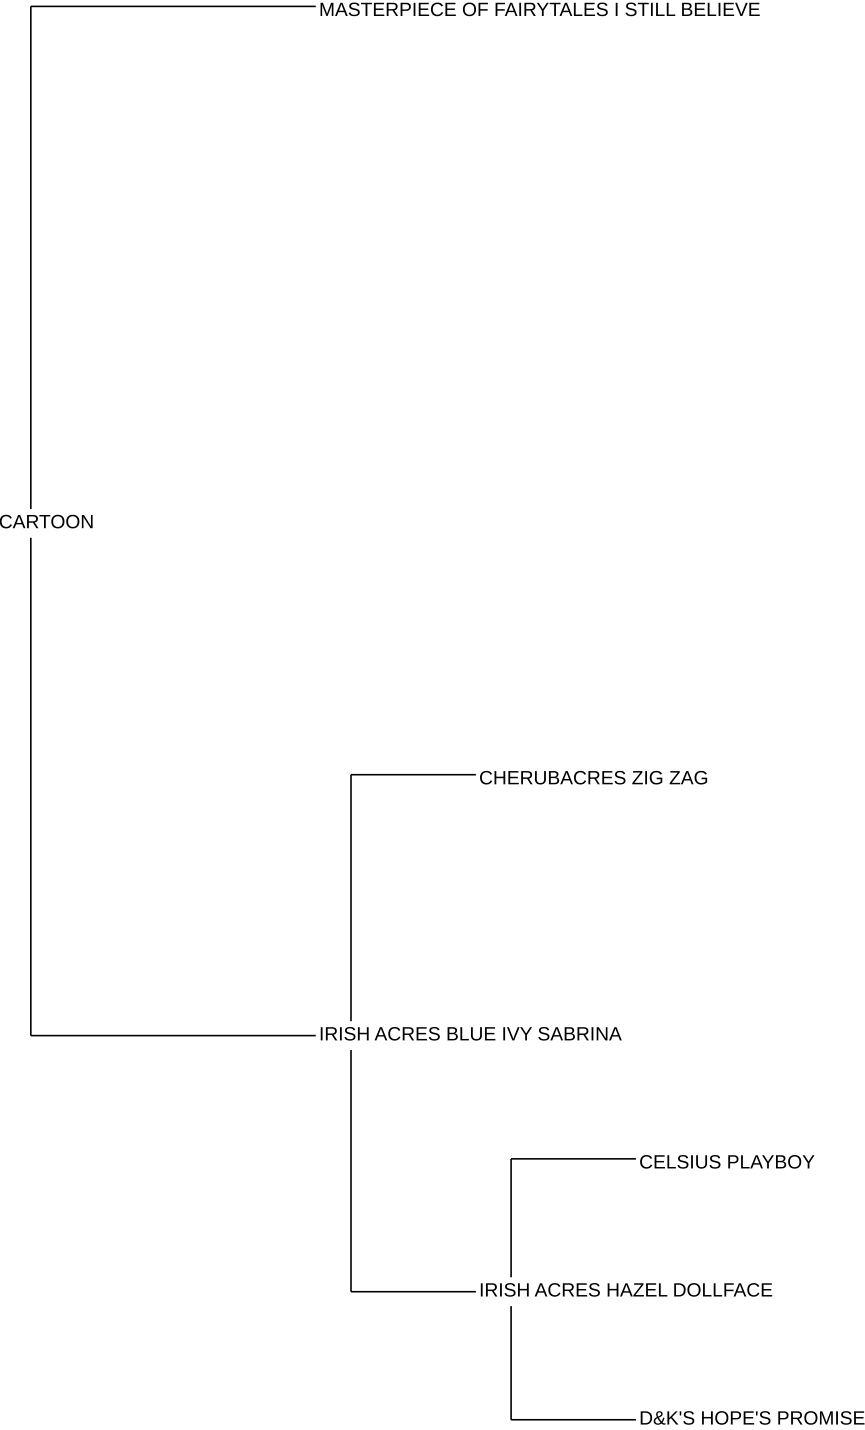 MASTERPIECE OF FAIRYTALES I STILL BELIEVE
CARTOON
CHERUBACRES ZIG ZAG
IRISH ACRES BLUE IVY SABRINA
CELSIUS PLAYBOY
IRISH ACRES HAZEL DOLLFACE
D&K'S HOPE'S PROMISE